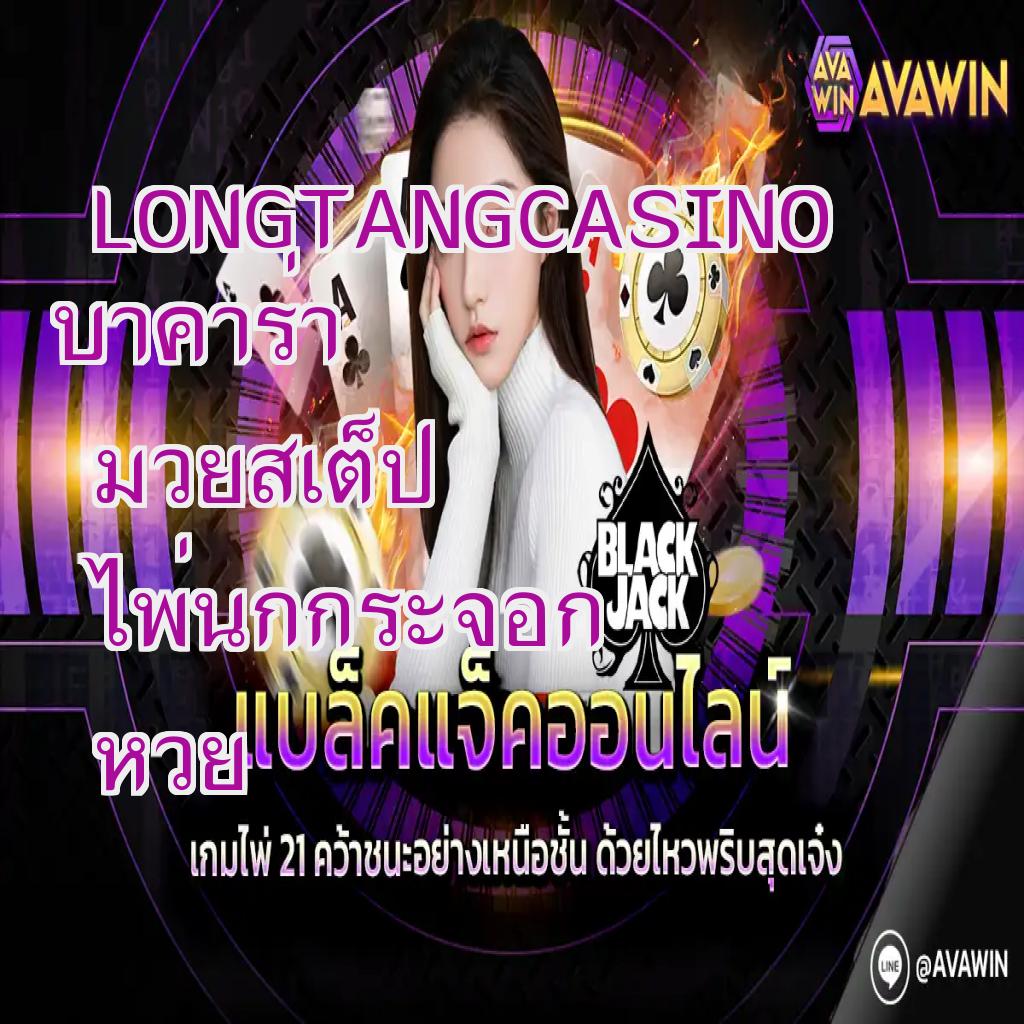 AVA
WIN AVAWIN
LONGTANGCASINO
บาคาร่า
A
มวยสเต็ป
BLACK
JACK
ไพ่นกกระจอก
แบล็คแจ็คออนไลน์
หวย
เกมไพ่ 21 คว้าชนะอย่างเหนือชั้น ด้วยไหวพริบสุดเจ๋ง
LINE @AVAWIN